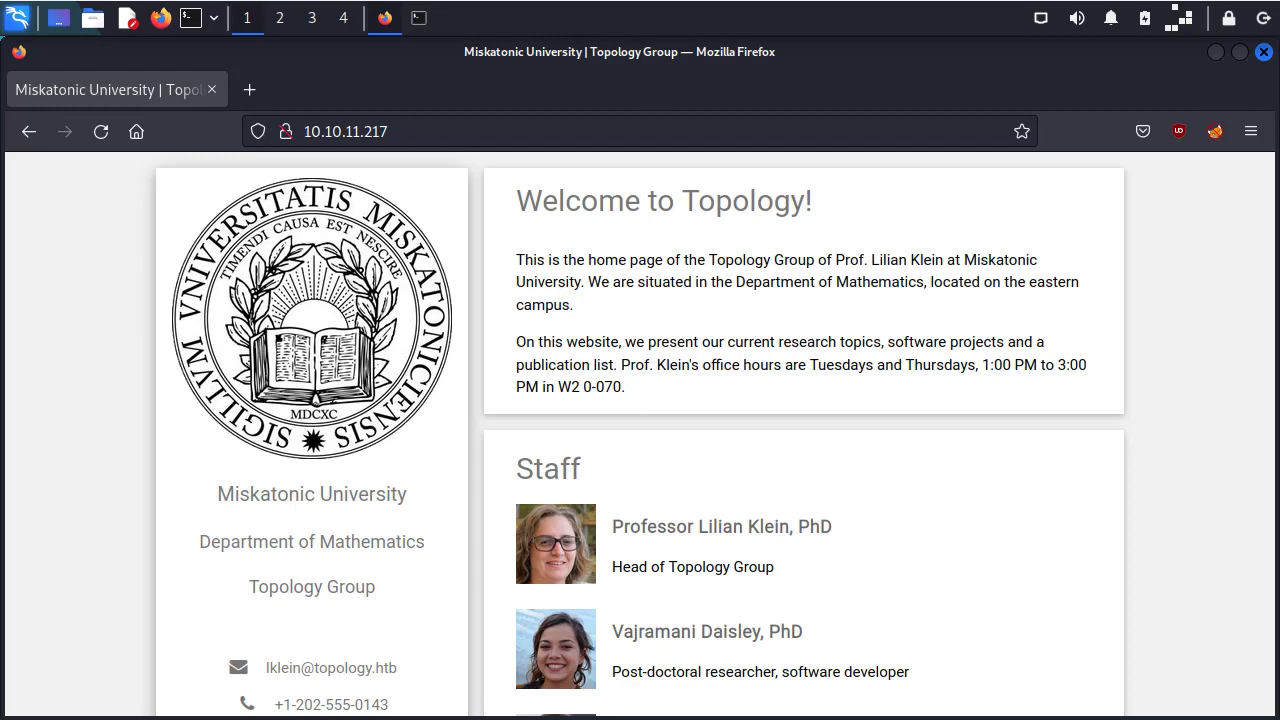 1 2 3 4
Miskatonic University | Topology Group — Mozilla Firefox
Miskatonic University | Topol
10.10.11.217
SIGILLVM VNIVERSITATIS MISKATONICIENSIS
TIMENDI CAUSA EST NESCIRE
MDCXC
Miskatonic University
Department of Mathematics
Topology Group
lklein@topology.htb
+1-202-555-0143
Welcome to Topology!
This is the home page of the Topology Group of Prof. Lilian Klein at Miskatonic
University. We are situated in the Department of Mathematics, located on the eastern
campus.
On this website, we present our current research topics, software projects and a
publication list. Prof. Klein's office hours are Tuesdays and Thursdays, 1:00 PM to 3:00
PM in W2 0-070.
Staff
Professor Lilian Klein, PhD
Head of Topology Group
Vajramani Daisley, PhD
Post-doctoral researcher, software developer